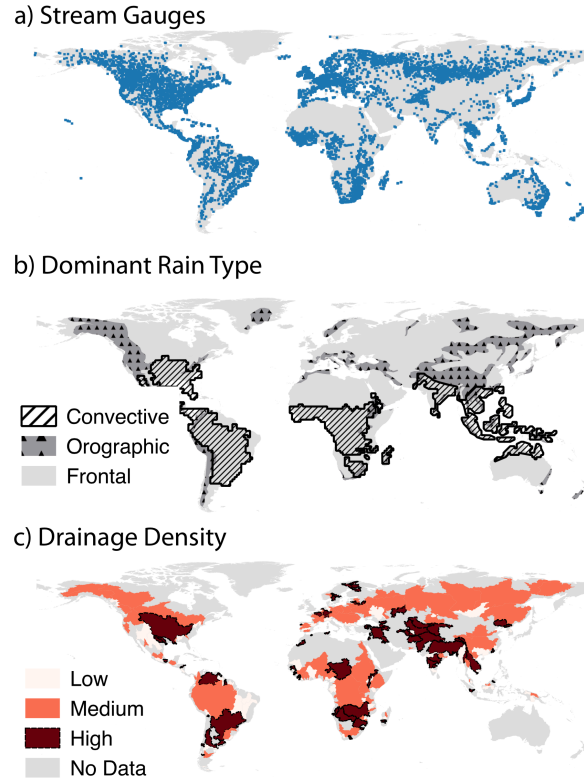 a) Stream Gauges
b) Dominant Rain Type
Convective
Orographic
Frontal
c) Drainage Density
Low
Medium
High
No Data